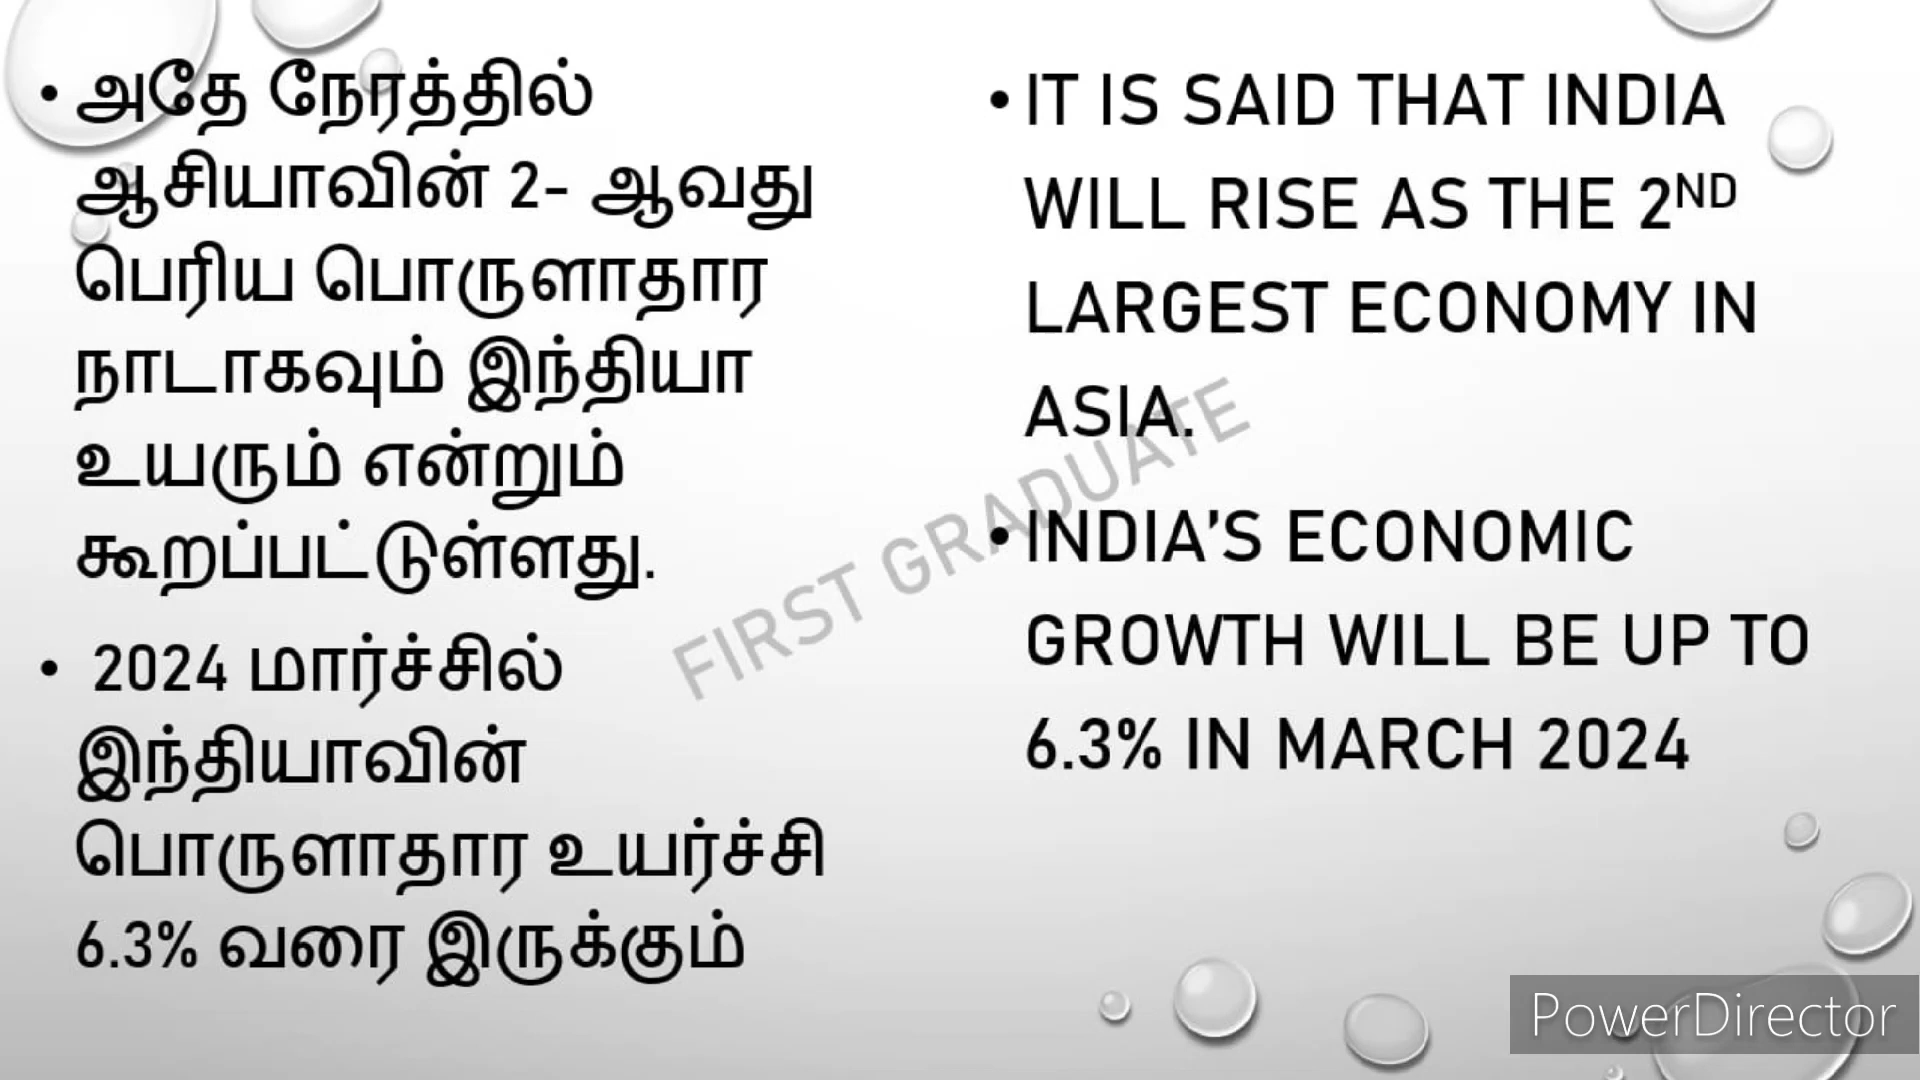 • அதே நேரத்தில்
ஆசியாவின் 2- ஆவது
பெரிய பொருளாதார
நாடாகவும் இந்தியா
உயரும் என்றும்
கூறப்பட்டுள்ளது.
• 2024 மார்ச்சில்
இந்தியாவின்
பொருளாதார உயர்ச்சி
6.3% வரை இருக்கும்
• IT IS SAID THAT INDIA
WILL RISE AS THE 2ND
LARGEST ECONOMY IN
ASIA.
• INDIA’S ECONOMIC
GROWTH WILL BE UP TO
6.3% IN MARCH 2024
FIRST GRADUATE
PowerDirector